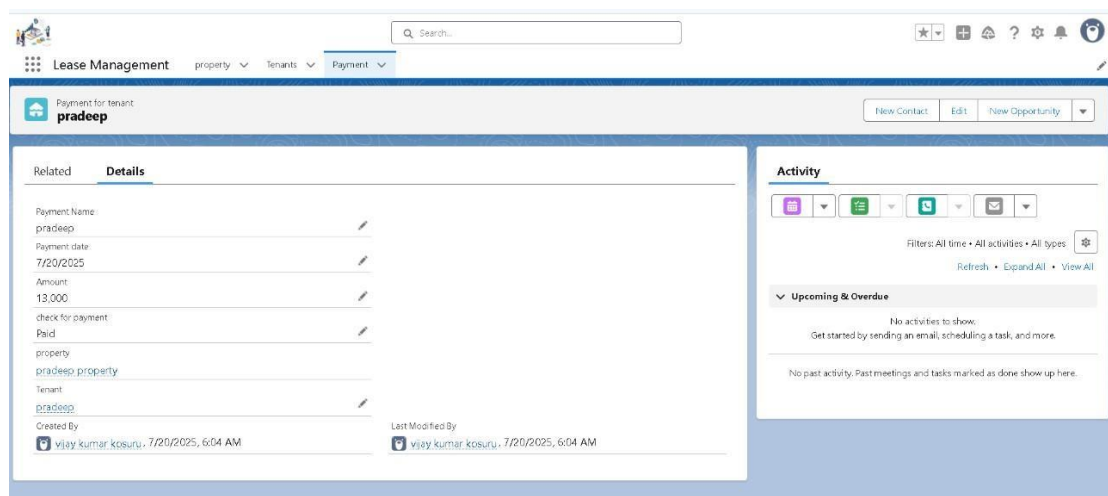 Search...
Lease Management property Tenants Payment
Payment for tenant
pradeep
New Contact Edit New Opportunity
Related Details
Payment Name
pradeep
Payment date
7/20/2025
Amount
13,000
check for payment
Paid
property
pradeep property
Tenant
pradeep
Created By
vijay kumar kosuru, 7/20/2025, 6:04 AM
Last Modified By
vijay kumar kosuru, 7/20/2025, 6:04 AM
Activity
Filters: All time • All activities • All types
Refresh • Expand All • View All
Upcoming & Overdue
No activities to show.
Get started by sending an email, scheduling a task, and more.
No past activity. Past meetings and tasks marked as done show up here.